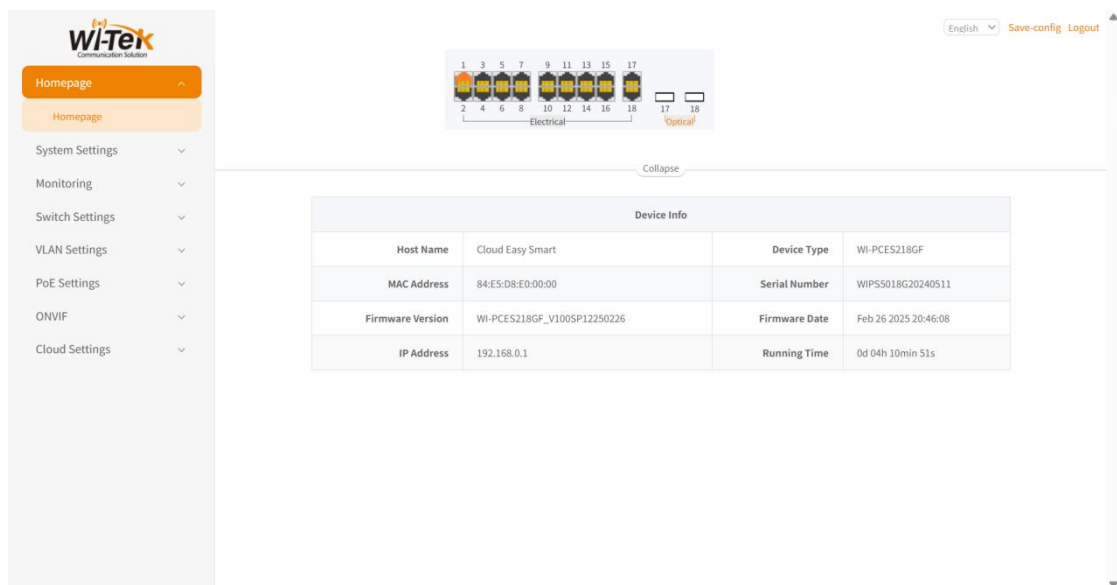 Wi-Tek
Communication Solution
English Save-config Logout
Homepage
Homepage
System Settings
Monitoring
Switch Settings
VLAN Settings
PoE Settings
ONVIF
Cloud Settings
1 3 5 7 9 11 13 15 17
2 4 6 8 10 12 14 16 18 17 18
Electrical Optical
Collapse
Device Info
Host Name Cloud Easy Smart Device Type WI-PCES218GF
MAC Address 84:E5:D8:E0:00:00 Serial Number WIPS5018G20240511
Firmware Version WI-PCES218GF_V100SP12250226 Firmware Date Feb 26 2025 20:46:08
IP Address 192.168.0.1 Running Time 0d 04h 10min 51s